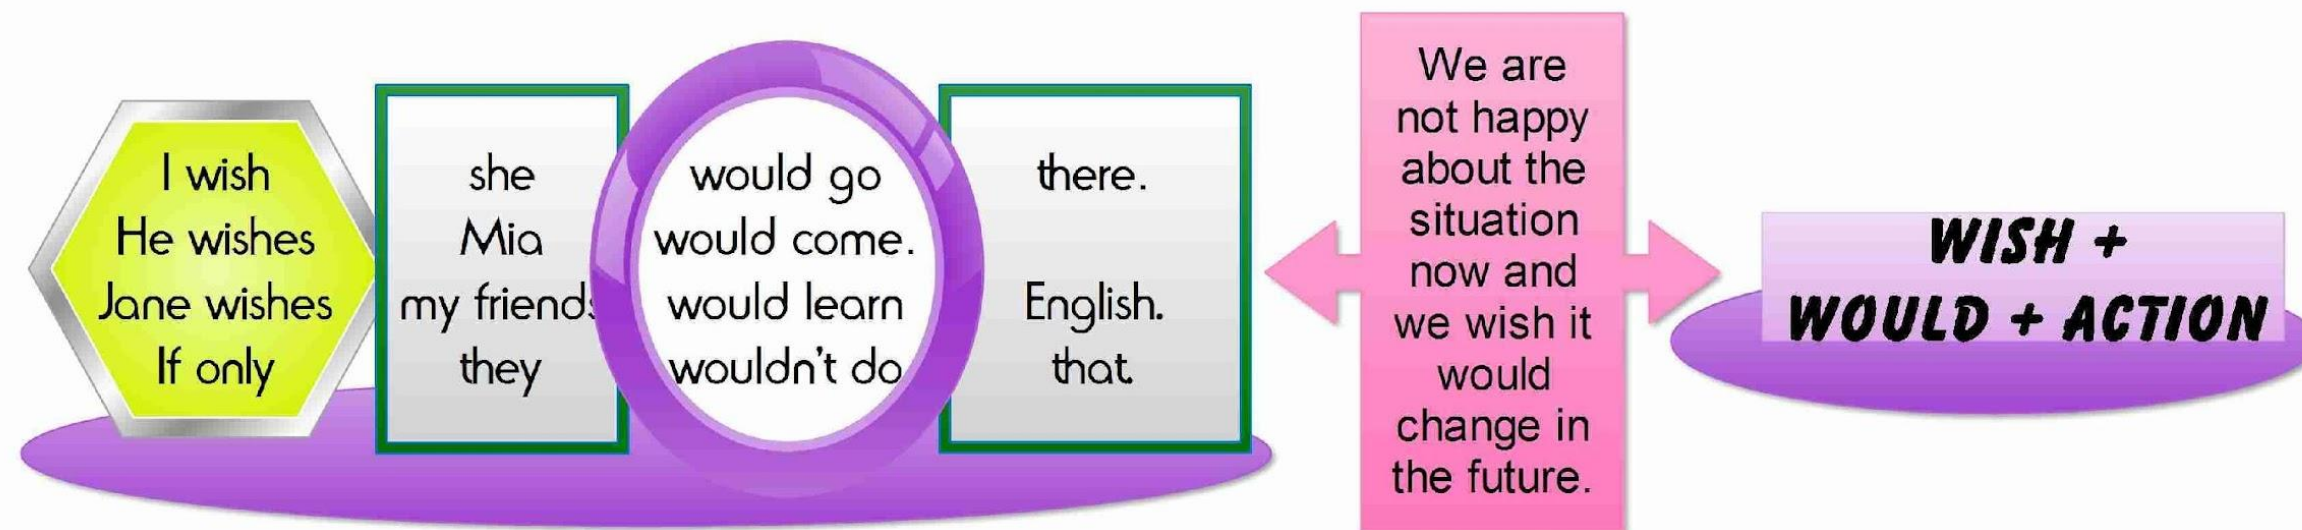 I wish she would go there.
He wishes Mia would come.
Jane wishes my friends would learn English.
If only they wouldn't do that.
We are
not happy
about the
situation
now and
we wish it
would
change in
the future.
WISH +
WOULD + ACTION